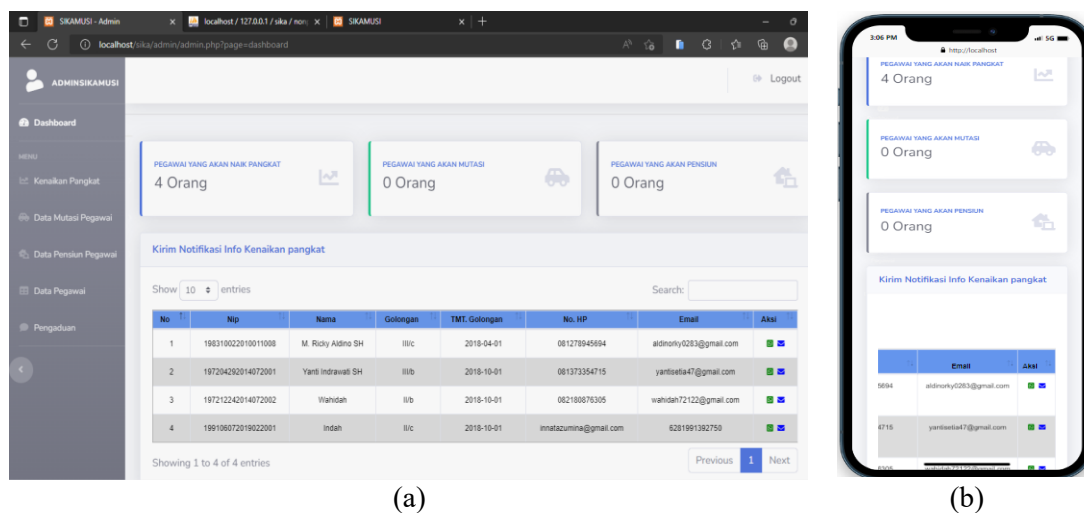 SIKAMUSI - Admin
localhost / 127.0.0.1 / sika /
SIKAMUSI
localhost/sika/admin/admin.php?page=dashboard
ADMINSIKAMUSI
Logout
Dashboard
MENU
Kenaikan Pangkat
Data Mutasi Pegawai
Data Pensiun Pegawai
Data Pegawai
Pengaduan
PEGAWAI YANG AKAN NAIK PANGKAT
4 Orang
PEGAWAI YANG AKAN MUTASI
0 Orang
PEGAWAI YANG AKAN PENSIUN
0 Orang
Kirim Notifikasi Info Kenaikan pangkat
Show 10 entries Search:
No Nip Nama Golongan TMT. Golongan No. HP Email Aksi
1 198310022010011008 M. Ricky Aldino SH III/c 2018-04-01 081278945694 aldinorky0283@gmail.com
2 197204292014072001 Yanti Indrawati SH III/b 2018-10-01 081373354715 yantisetia47@gmail.com
3 197212242014072002 Wahidah II/b 2018-10-01 082180876305 wahidah72122@gmail.com
4 199106072019022001 Indah II/c 2018-10-01 innatazumina@gmail.com 6281991392750
Showing 1 to 4 of 4 entries Previous 1 Next
(a)
3:06 PM 5G
http://localhost
PEGAWAI YANG AKAN NAIK PANGKAT
4 Orang
PEGAWAI YANG AKAN MUTASI
0 Orang
PEGAWAI YANG AKAN PENSIUN
0 Orang
Kirim Notifikasi Info Kenaikan pangkat
Email Aksi
5694 aldinorky0283@gmail.com
4715 yantisetia47@gmail.com
(b)